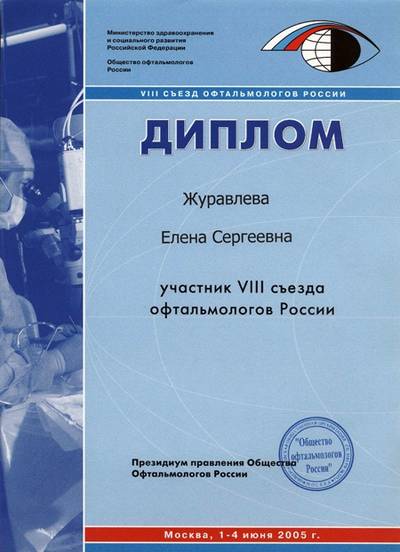 Министерство здравоохранения
и социального развития
Российской Федерации
Общество офтальмологов
России
VIII СЪЕЗД ОФТАЛЬМОЛОГОВ РОССИИ
ДИПЛОМ
Журавлева
Елена Сергеевна
участник VIII съезда
офтальмологов России
"Общество
офтальмологов
России"
Президиум правления Общества
Офтальмологов России
Москва, 1-4 июня 2005 г.